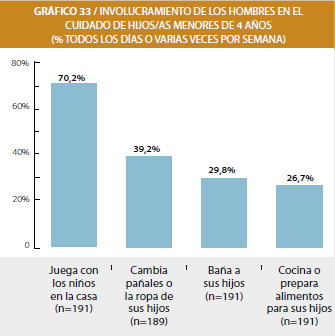 GRÁFICO 33 / INVOLUCRAMIENTO DE LOS HOMBRES EN EL
CUIDADO DE HIJOS/AS MENORES DE 4 AÑOS
(% TODOS LOS DÍAS O VARIAS VECES POR SEMANA)
80%
60%
40%
20%
0
70,2%
39,2%
29,8%
26,7%
Juega con
los niños
en la casa
(n=191)
Cambia
pañales o
la ropa de
sus hijos
(n=189)
Baña a
sus hijos
(n=191)
Cocina o
prepara
alimentos
para sus hijos
(n=191)